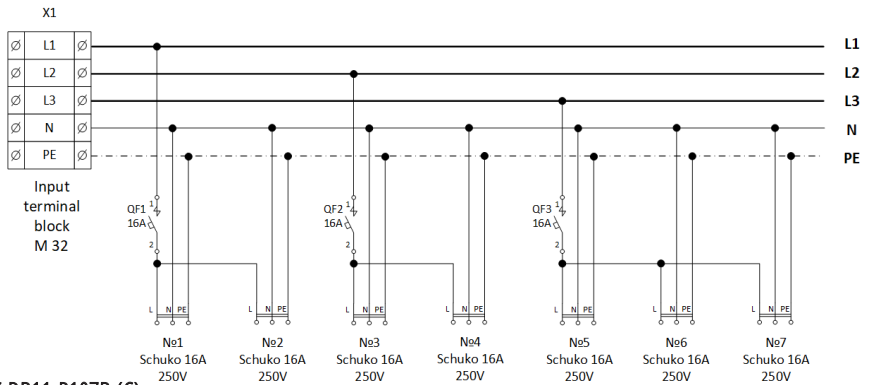 X1
L1 L1
L2 L2
L3 L3
N N
PE PE
Input
terminal
block
M 32
QF1 1
16A
2
QF2 1
16A
2
QF3 1
16A
2
L N PE L N PE L N PE L N PE L N PE L N PE L N PE
№1 №2 №3 №4 №5 №6 №7
Schuko 16A Schuko 16A Schuko 16A Schuko 16A Schuko 16A Schuko 16A Schuko 16A
250V 250V 250V 250V 250V 250V 250V